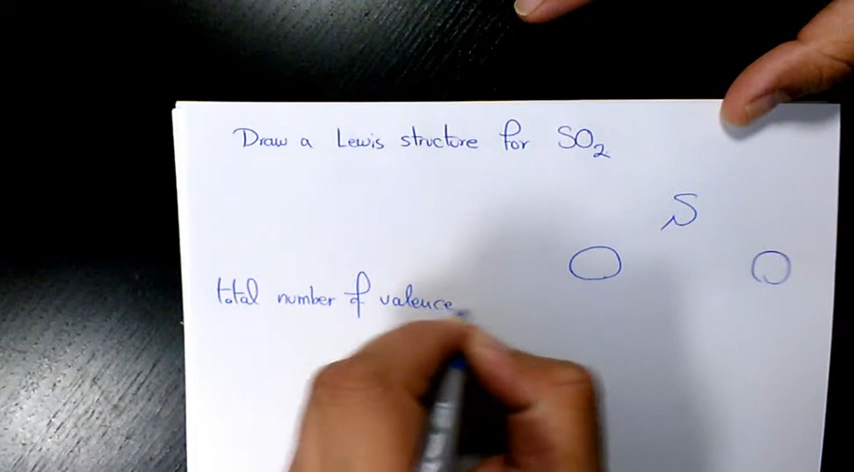 Draw a Lewis structure for SO₂
S
O O
total number of valence